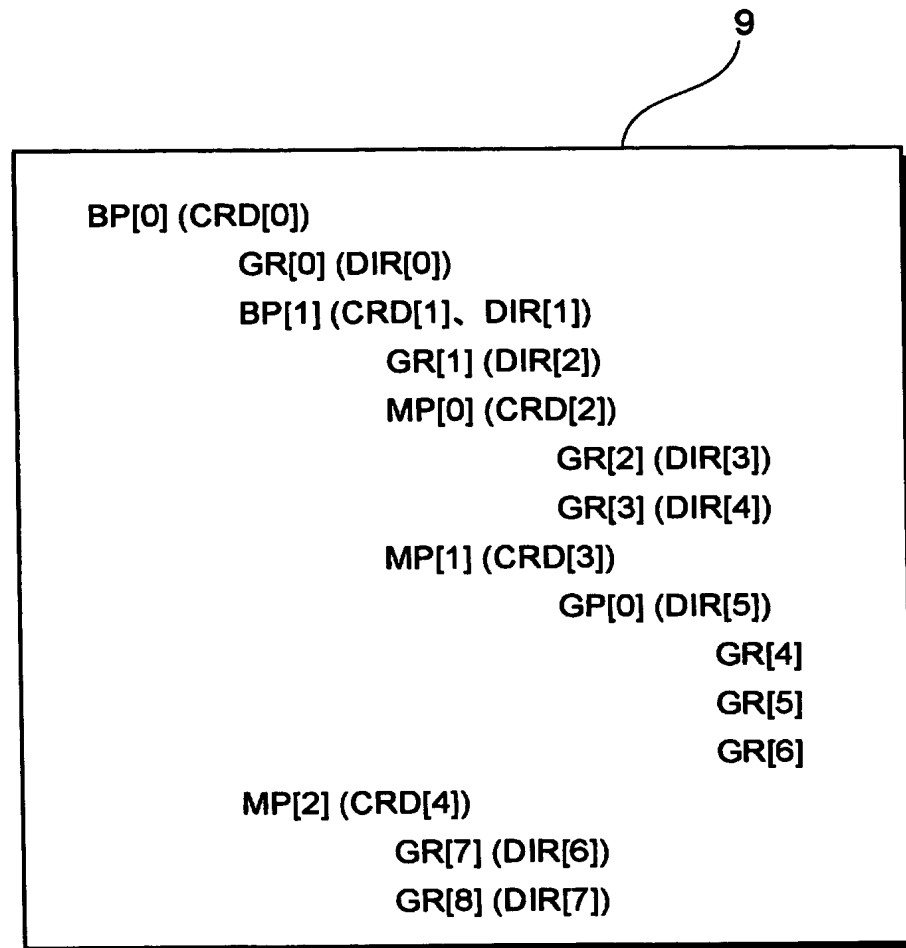 9
BP[0] (CRD[0])
GR[0] (DIR[0])
BP[1] (CRD[1]、DIR[1])
GR[1] (DIR[2])
MP[0] (CRD[2])
GR[2] (DIR[3])
GR[3] (DIR[4])
MP[1] (CRD[3])
GP[0] (DIR[5])
GR[4]
GR[5]
GR[6]
MP[2] (CRD[4])
GR[7] (DIR[6])
GR[8] (DIR[7])